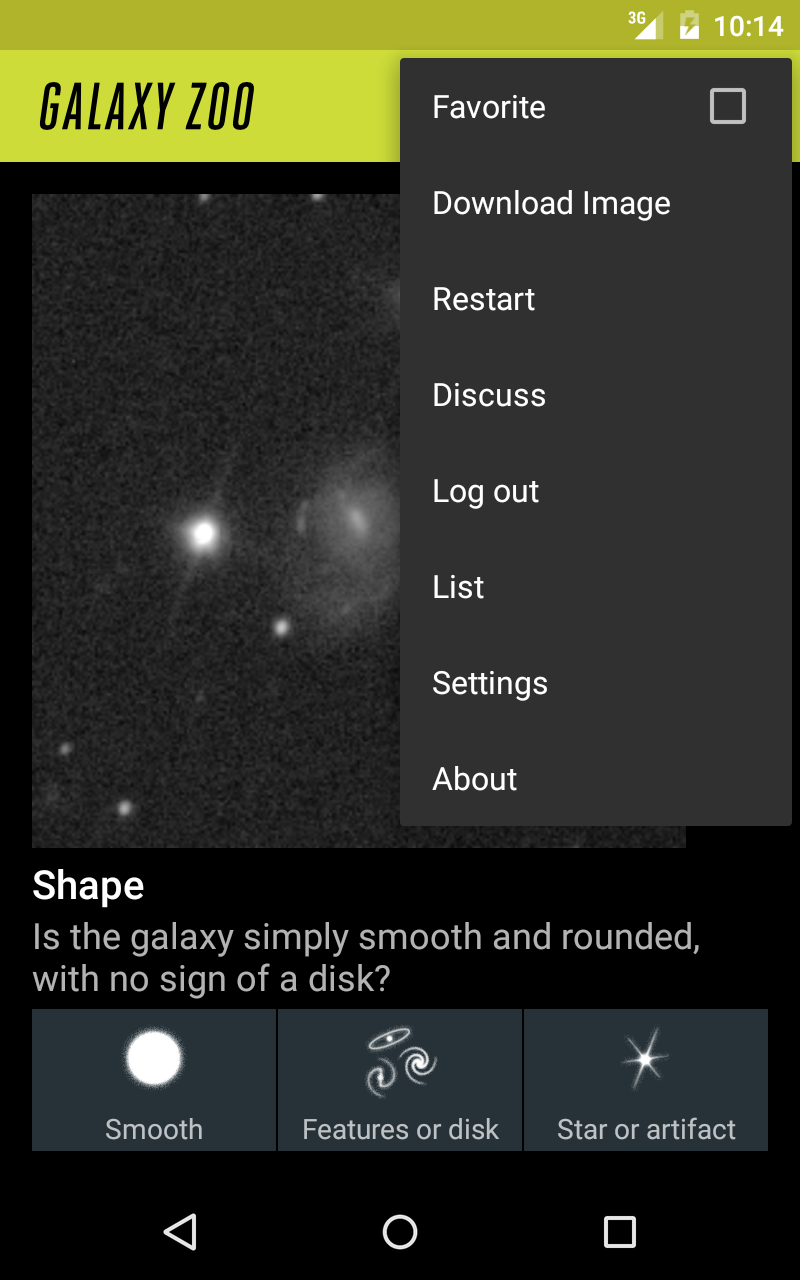 3G 10:14
GALAXY ZOO
Favorite
Download Image
Restart
Discuss
Log out
List
Settings
About
Shape
Is the galaxy simply smooth and rounded,
with no sign of a disk?
Smooth Features or disk Star or artifact